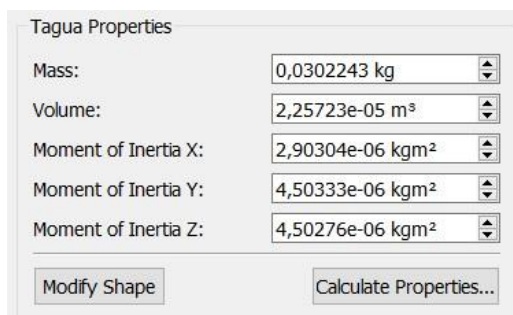 Tagua Properties
Mass: 0,0302243 kg
Volume: 2,25723e-05 m³
Moment of Inertia X: 2,90304e-06 kgm²
Moment of Inertia Y: 4,50333e-06 kgm²
Moment of Inertia Z: 4,50276e-06 kgm²
Modify Shape Calculate Properties...